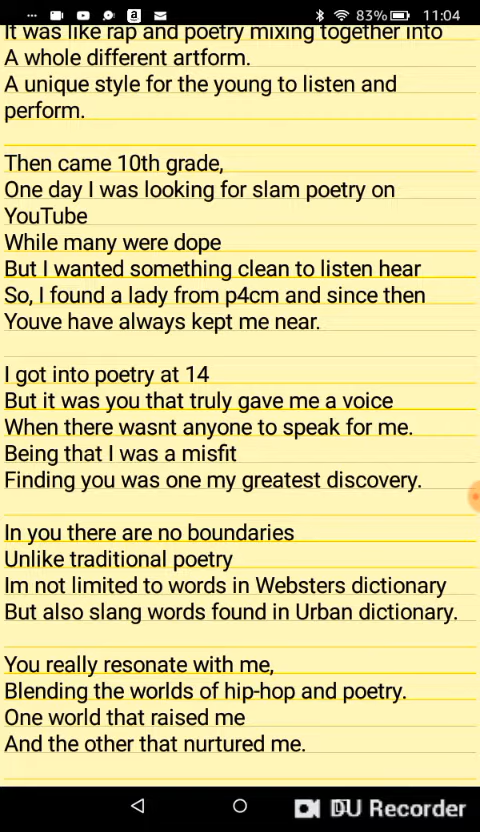 83% 11:04
It was like rap and poetry mixing together into
A whole different artform.
A unique style for the young to listen and
perform.
Then came 10th grade,
One day I was looking for slam poetry on
YouTube
While many were dope
But I wanted something clean to listen hear
So, I found a lady from p4cm and since then
Youve have always kept me near.
I got into poetry at 14
But it was you that truly gave me a voice
When there wasnt anyone to speak for me.
Being that I was a misfit
Finding you was one my greatest discovery.
In you there are no boundaries
Unlike traditional poetry
Im not limited to words in Websters dictionary
But also slang words found in Urban dictionary.
You really resonate with me,
Blending the worlds of hip-hop and poetry.
One world that raised me
And the other that nurtured me.
DU Recorder